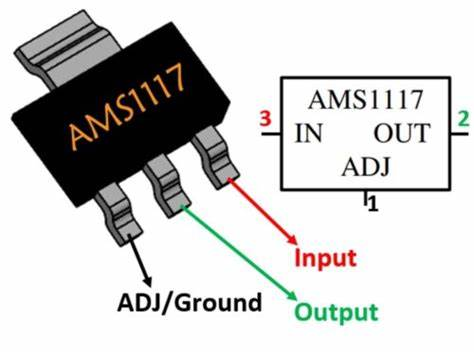 AMS1117
ADJ/Ground
Output
Input
AMS1117
3 IN OUT 2
ADJ
1